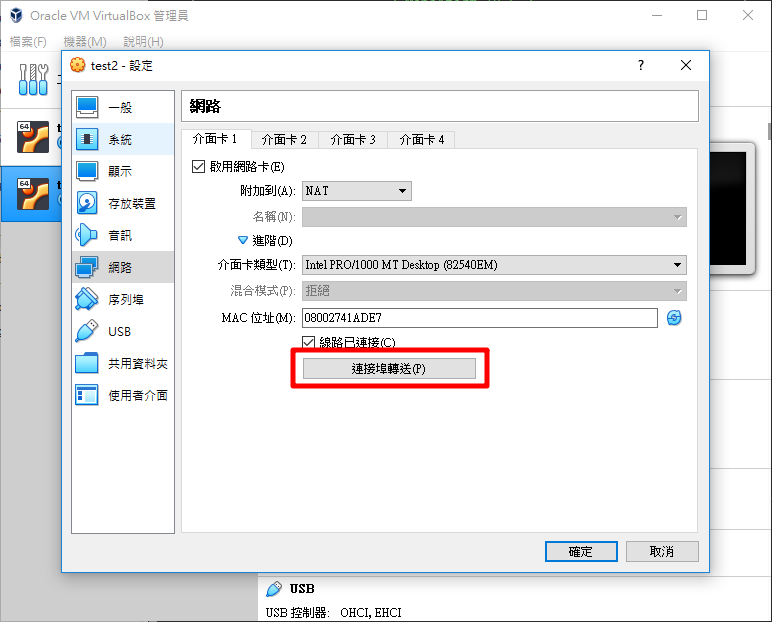 Oracle VM VirtualBox 管理員
檔案(F) 機器(M) 說明(H)
test2 - 設定
一般
系統
顯示
存放裝置
音訊
網路
序列埠
USB
共用資料夾
使用者介面
網路
介面卡 1 介面卡 2 介面卡 3 介面卡 4
啟用網路卡(E)
附加到(A): NAT
名稱(N):
進階(D)
介面卡類型(T): Intel PRO/1000 MT Desktop (82540EM)
混合模式(P): 拒絕
MAC 位址(M): 08002741ADE7
線路已連接(C)
連接埠轉送(P)
確定 取消
64
64
USB
USB 控制器: OHCI, EHCI